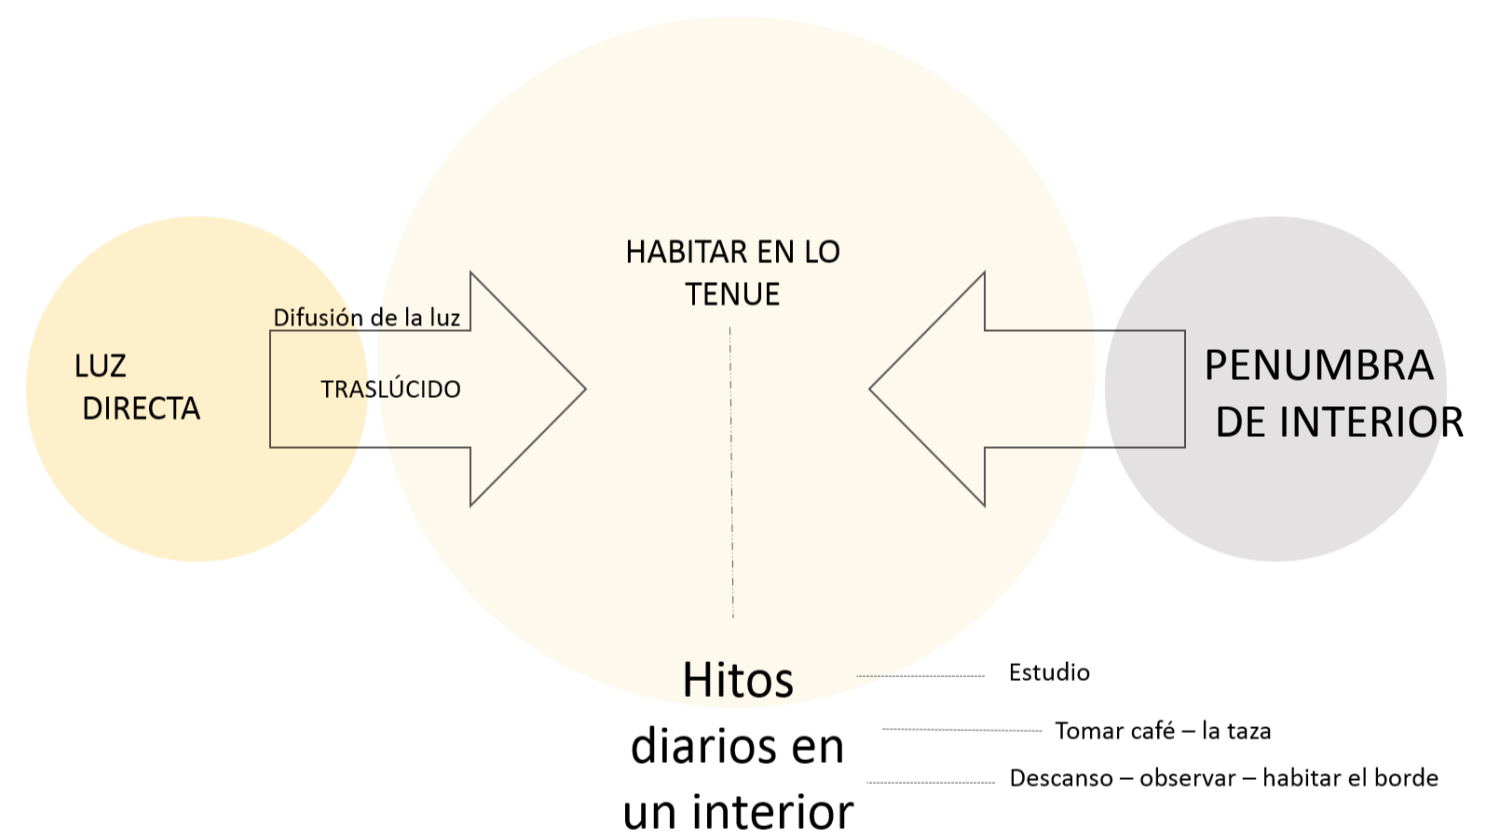 HABITAR EN LO
TENUE
Difusión de la luz
LUZ
DIRECTA
TRASLÚCIDO
PENUMBRA
DE INTERIOR
Hitos
diarios en
un interior
Estudio
Tomar café – la taza
Descanso – observar – habitar el borde